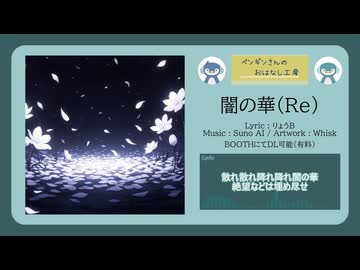 ペンギンさんの
おはなし工房
闇の華(Re)
Lyric : りょうB
Music : Suno AI / Artwork : Whisk
BOOTHにてDL可能(有料)
Lyrics
散れ散れ降れ降れ闇の華
絶望などは埋め尽せ